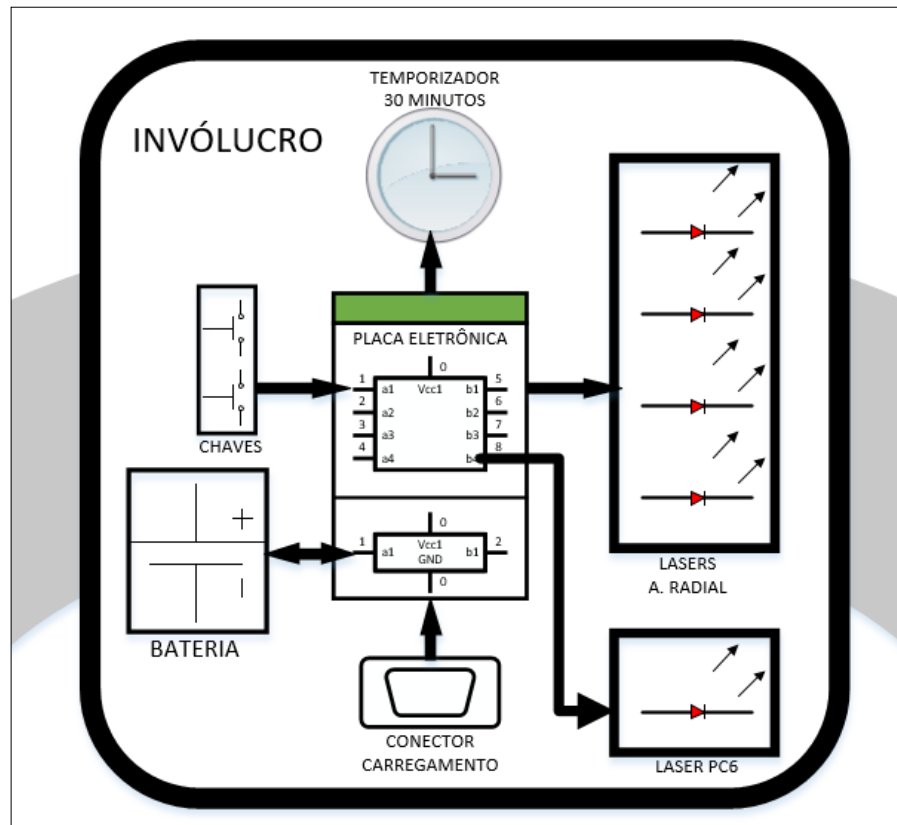 TEMPORIZADOR
30 MINUTOS
INVÓLUCRO
PLACA ELETRÔNICA
0
1 5
a1 Vcc1 b1
2 6
a2 b2
3 7
a3 b3
4 8
a4 b4
CHAVES
0
1 2
a1 Vcc1 b1
GND
0
+
BATERIA
LASERS
A. RADIAL
CONECTOR
CARREGAMENTO
LASER PC6